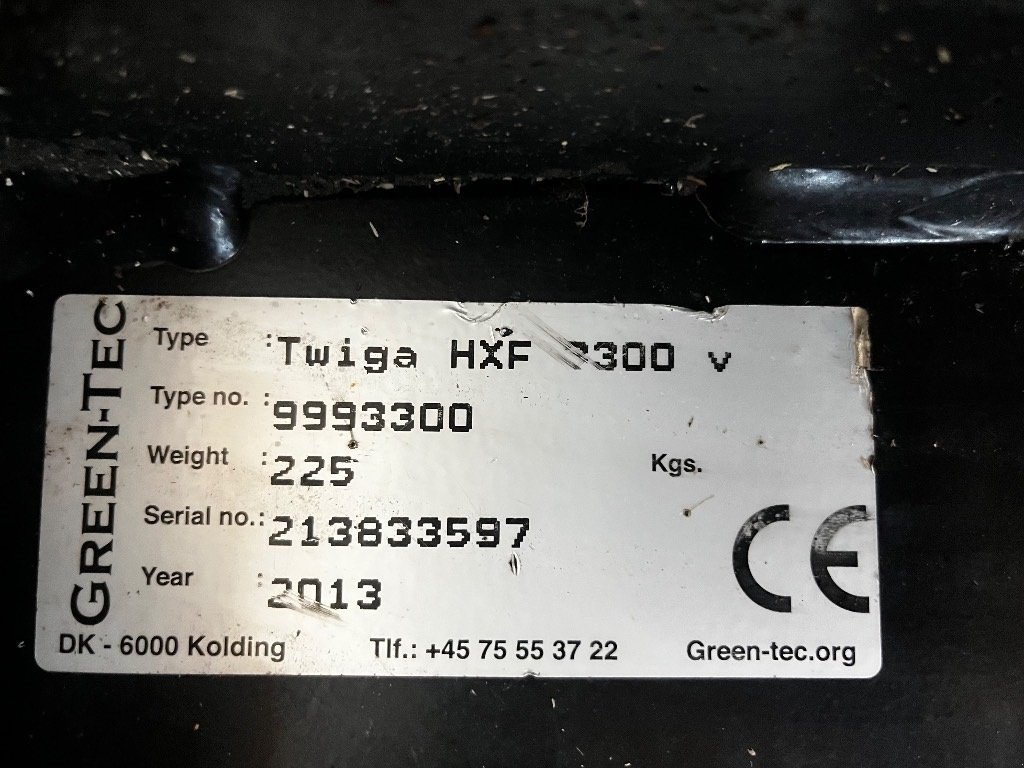 GREEN-TEC
Type : Twiga HXF 3300 v
Type no. : 9993300
Weight : 225 Kgs.
Serial no.: 213833597
Year : 2013
CE
DK - 6000 Kolding Tlf.: +45 75 55 37 22 Green-tec.org